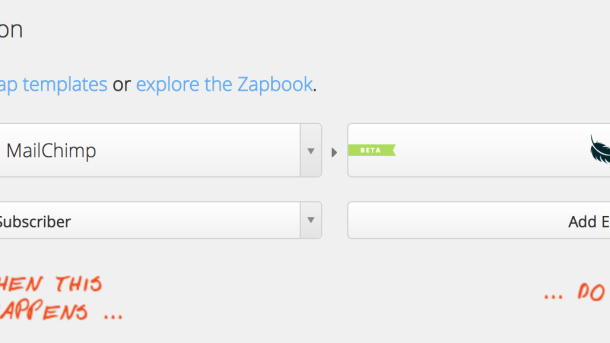 on
ap templates or explore the Zapbook.
MailChimp
BETA
Subscriber
Add E
HEN THIS
APPENS ...
... DO